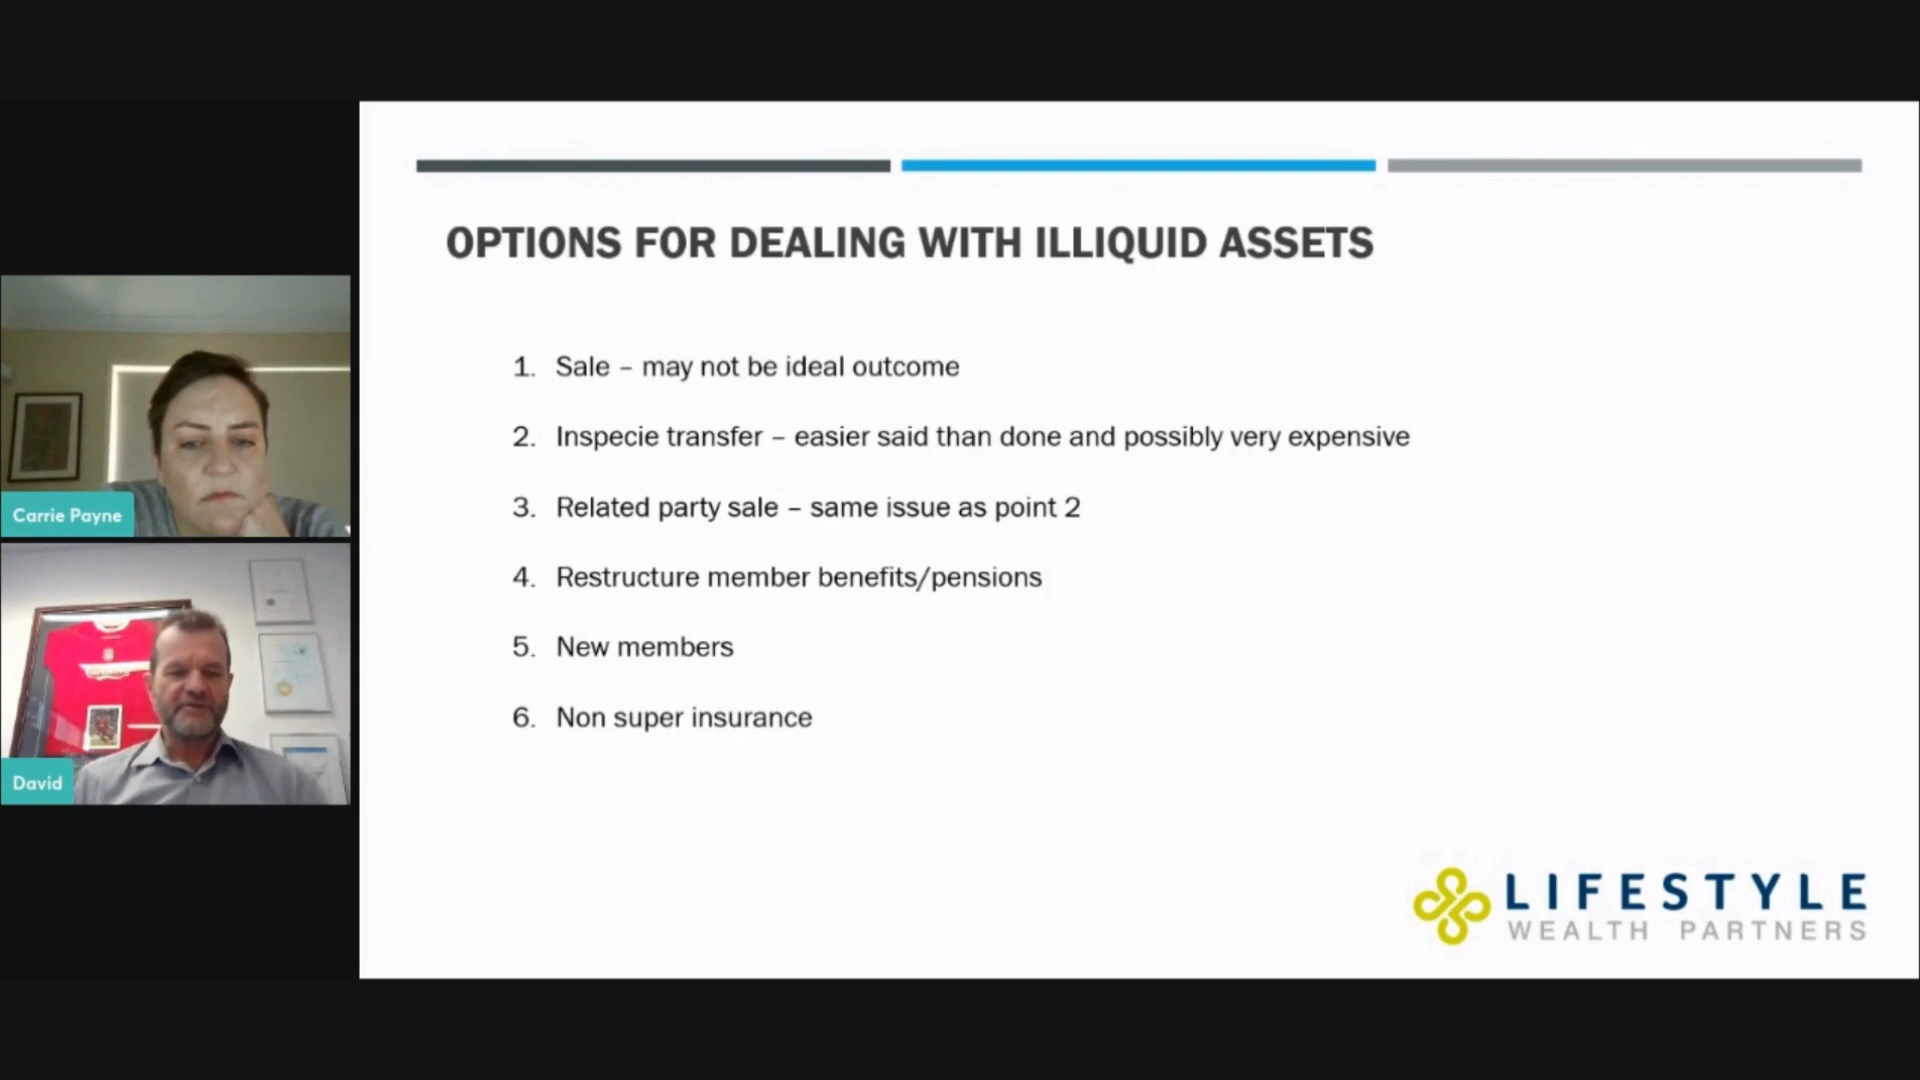 OPTIONS FOR DEALING WITH ILLIQUID ASSETS
1. Sale – may not be ideal outcome
2. Inspecie transfer – easier said than done and possibly very expensive
3. Related party sale – same issue as point 2
4. Restructure member benefits/pensions
5. New members
6. Non super insurance
Carrie Payne
David
LIFESTYLE
WEALTH PARTNERS